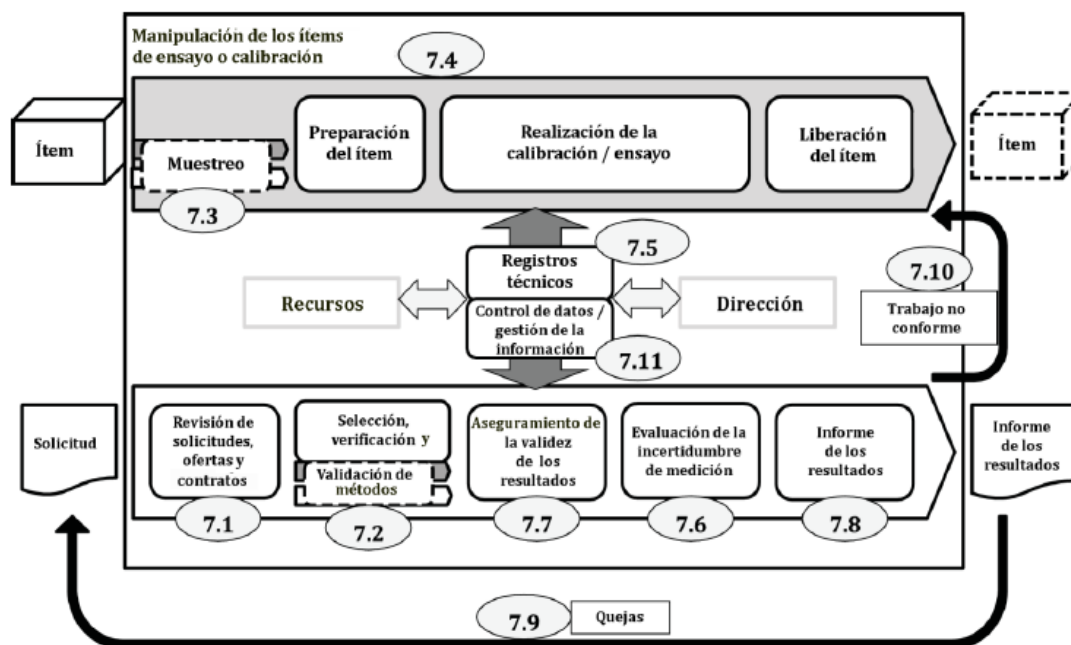 Manipulación de los ítems
de ensayo o calibración
7.4
Ítem
Muestreo
7.3
Preparación
del ítem
Realización de la
calibración / ensayo
Liberación
del ítem
Ítem
7.5
Registros
técnicos
Recursos
Control de datos /
gestión de la
información
Dirección
7.11
7.10
Trabajo no
conforme
Solicitud
Revisión de
solicitudes,
ofertas y
contratos
7.1
Selección,
verificación y
Validación de
métodos
7.2
Aseguramiento de
la validez
de los
resultados
7.7
Evaluación de la
incertidumbre
de medición
7.6
Informe
de los
resultados
7.8
Informe
de los
resultados
7.9
Quejas